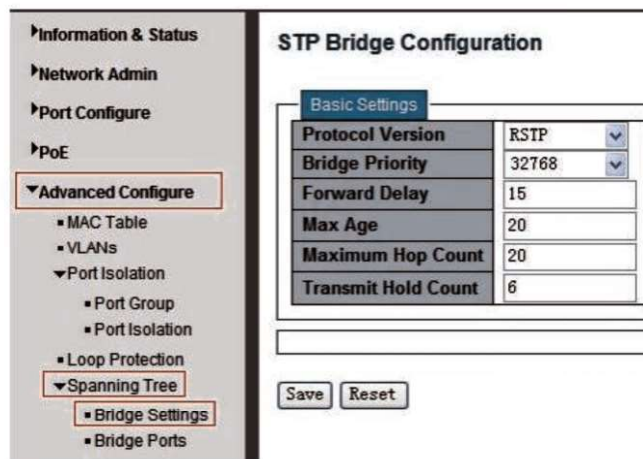 Information & Status
Network Admin
Port Configure
PoE
Advanced Configure
MAC Table
VLANs
Port Isolation
Port Group
Port Isolation
Loop Protection
Spanning Tree
Bridge Settings
Bridge Ports
STP Bridge Configuration
Basic Settings
Protocol Version RSTP
Bridge Priority 32768
Forward Delay 15
Max Age 20
Maximum Hop Count 20
Transmit Hold Count 6
Save Reset